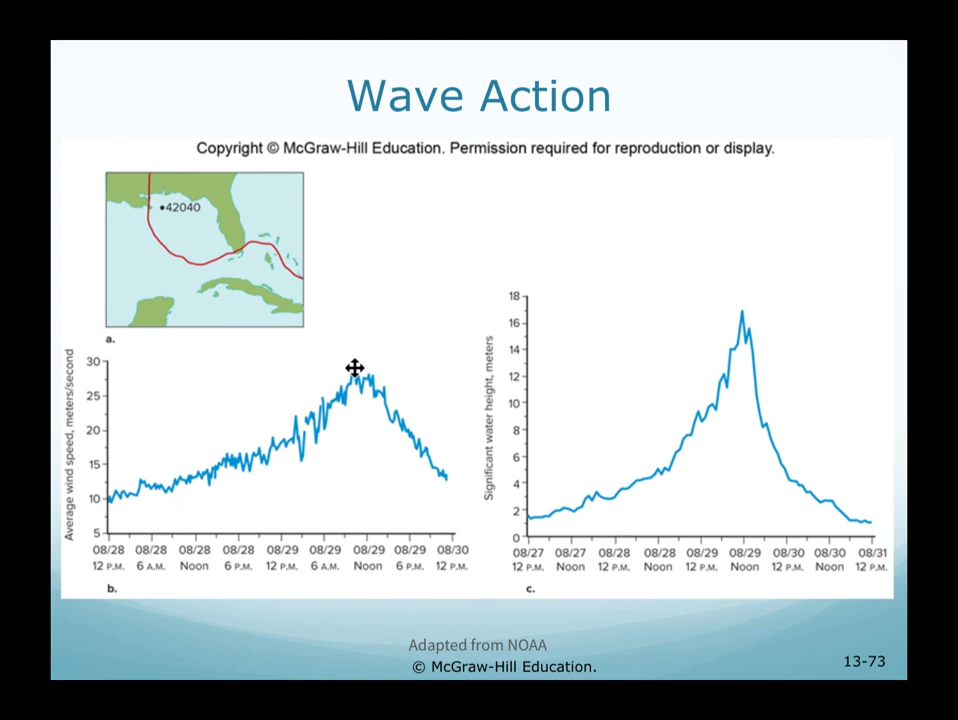 Wave Action
Copyright © McGraw-Hill Education. Permission required for reproduction or display.
•42040
a.
Average wind speed, meters/second
30
25
20
15
10
5
08/28 08/28 08/28 08/28 08/29 08/29 08/29 08/29 08/30
12 P.M. 6 A.M. Noon 6 P.M. 12 P.M. 6 A.M. Noon 6 P.M. 12 P.M.
b.
Significant water height, meters
18
16
14
12
10
8
6
4
2
0
08/27 08/27 08/28 08/28 08/29 08/29 08/30 08/30 08/31
12 P.M. Noon 12 P.M. Noon 12 P.M. Noon 12 P.M. Noon 12 P.M.
c.
Adapted from NOAA
© McGraw-Hill Education.
13-73